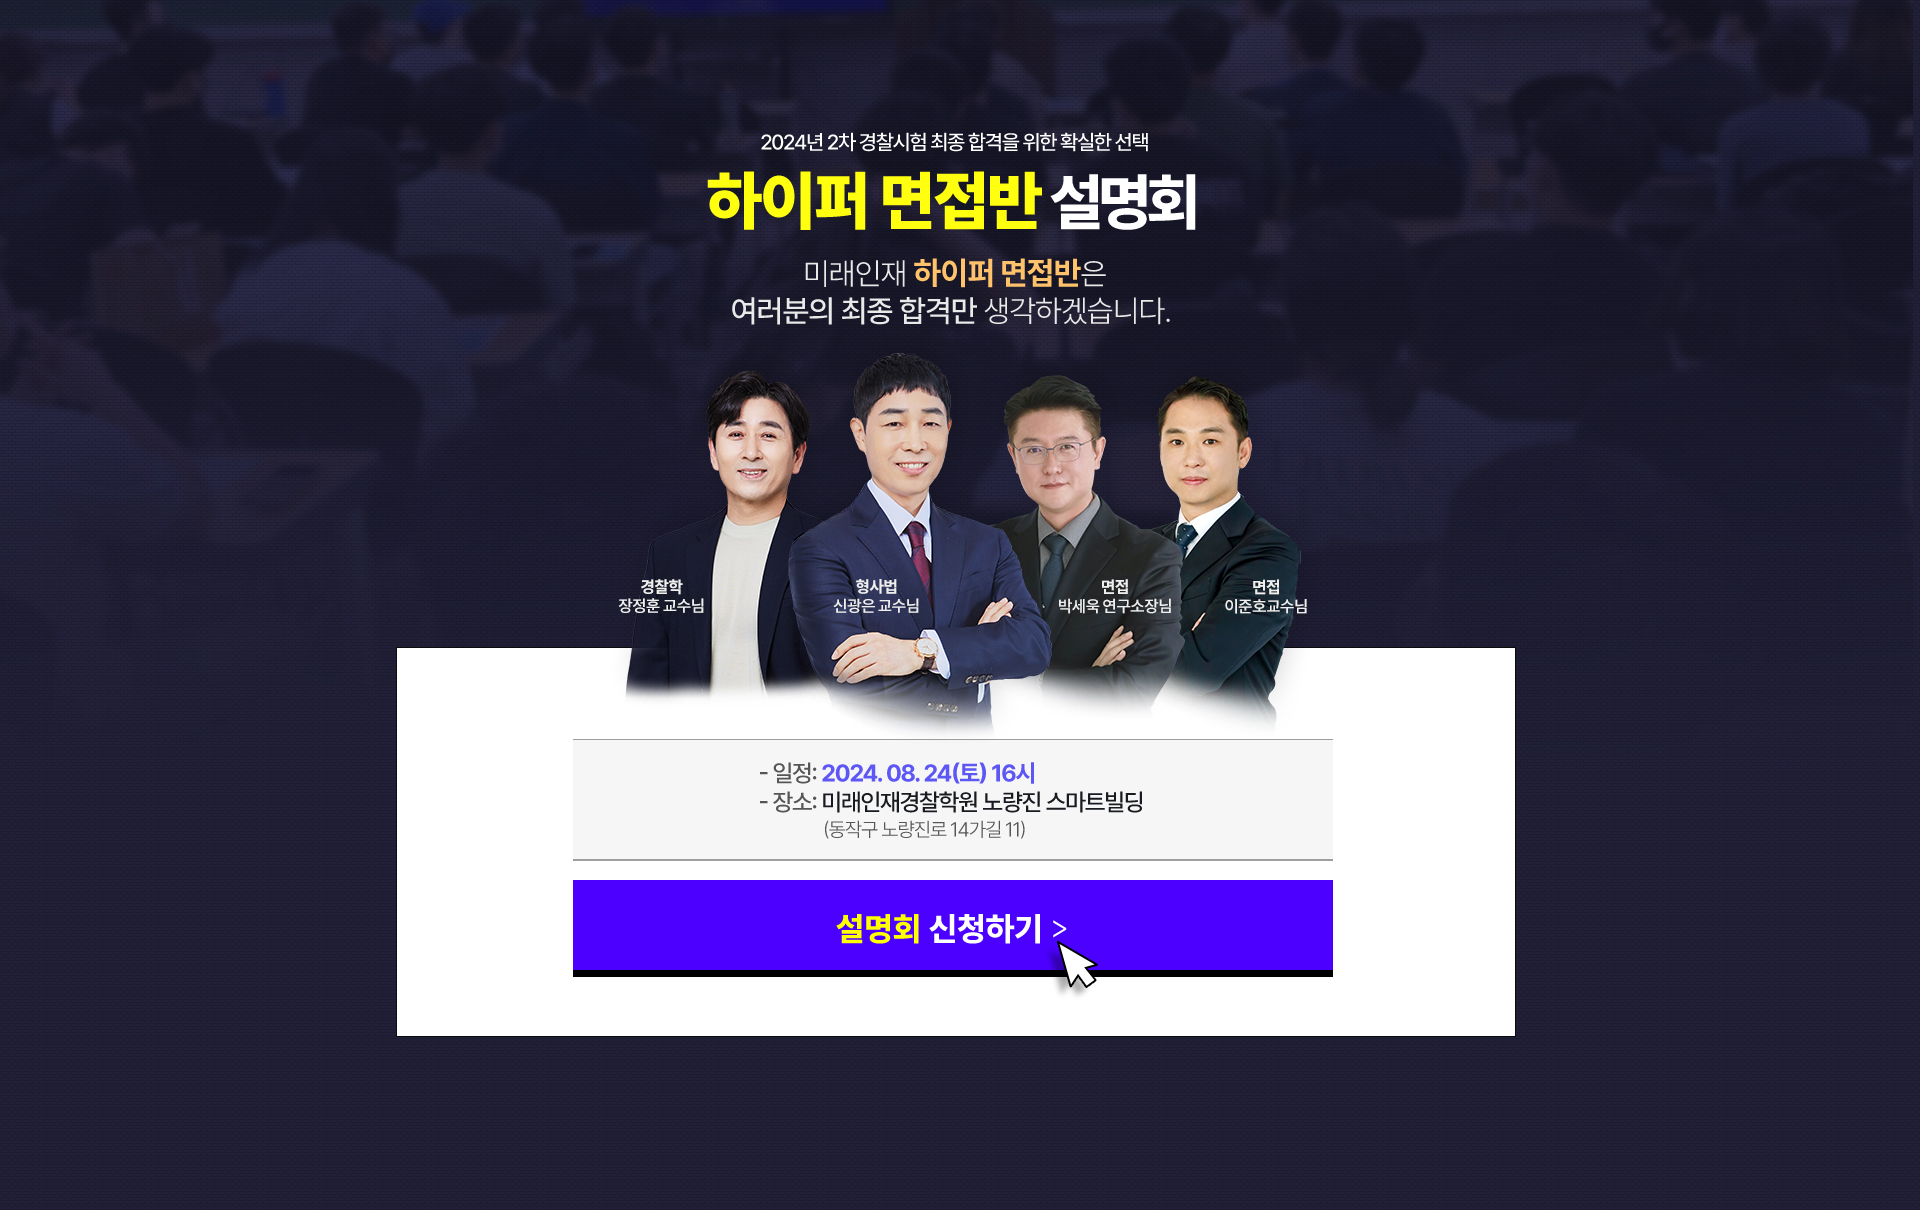 2024년 2차 경찰시험 최종 합격을 위한 확실한 선택
하이퍼 면접반 설명회
미래인재 하이퍼 면접반은
여러분의 최종 합격만 생각하겠습니다.
경찰학
장정훈 교수님
형사법
신광은 교수님
면접
박세욱 연구소장님
면접
이준호교수님
- 일정: 2024. 08. 24(토) 16시
- 장소: 미래인재경찰학원 노량진 스마트빌딩
(동작구 노량진로 14가길 11)
설명회 신청하기 >